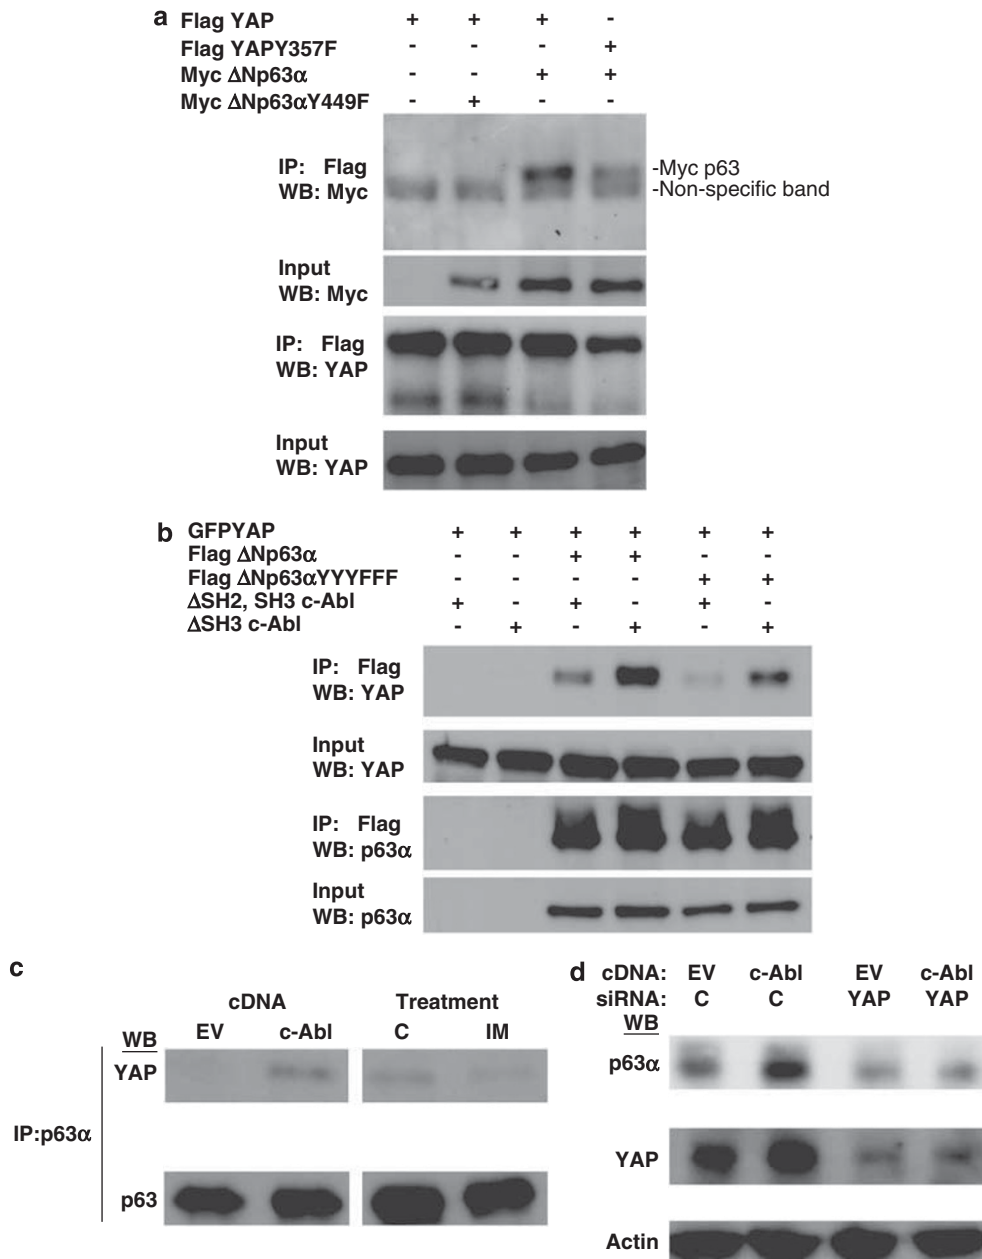 a Flag YAP + + + -
Flag YAPY357F - - - +
Myc ΔNp63α - - + +
Myc ΔNp63αY449F - + - -
IP: Flag
WB: Myc
-Myc p63
-Non-specific band
Input
WB: Myc
IP: Flag
WB: YAP
Input
WB: YAP
b GFPYAP + + + + + +
Flag ΔNp63α - - + + - -
Flag ΔNp63αYYYFFF - - - - + +
ΔSH2, SH3 c-Abl + - + - + -
ΔSH3 c-Abl - + - + - +
IP: Flag
WB: YAP
Input
WB: YAP
IP: Flag
WB: p63α
Input
WB: p63α
c
cDNA Treatment
WB EV c-Abl C IM
YAP
IP:p63α
p63
d cDNA: EV c-Abl EV c-Abl
siRNA: C C YAP YAP
WB
p63α
YAP
Actin